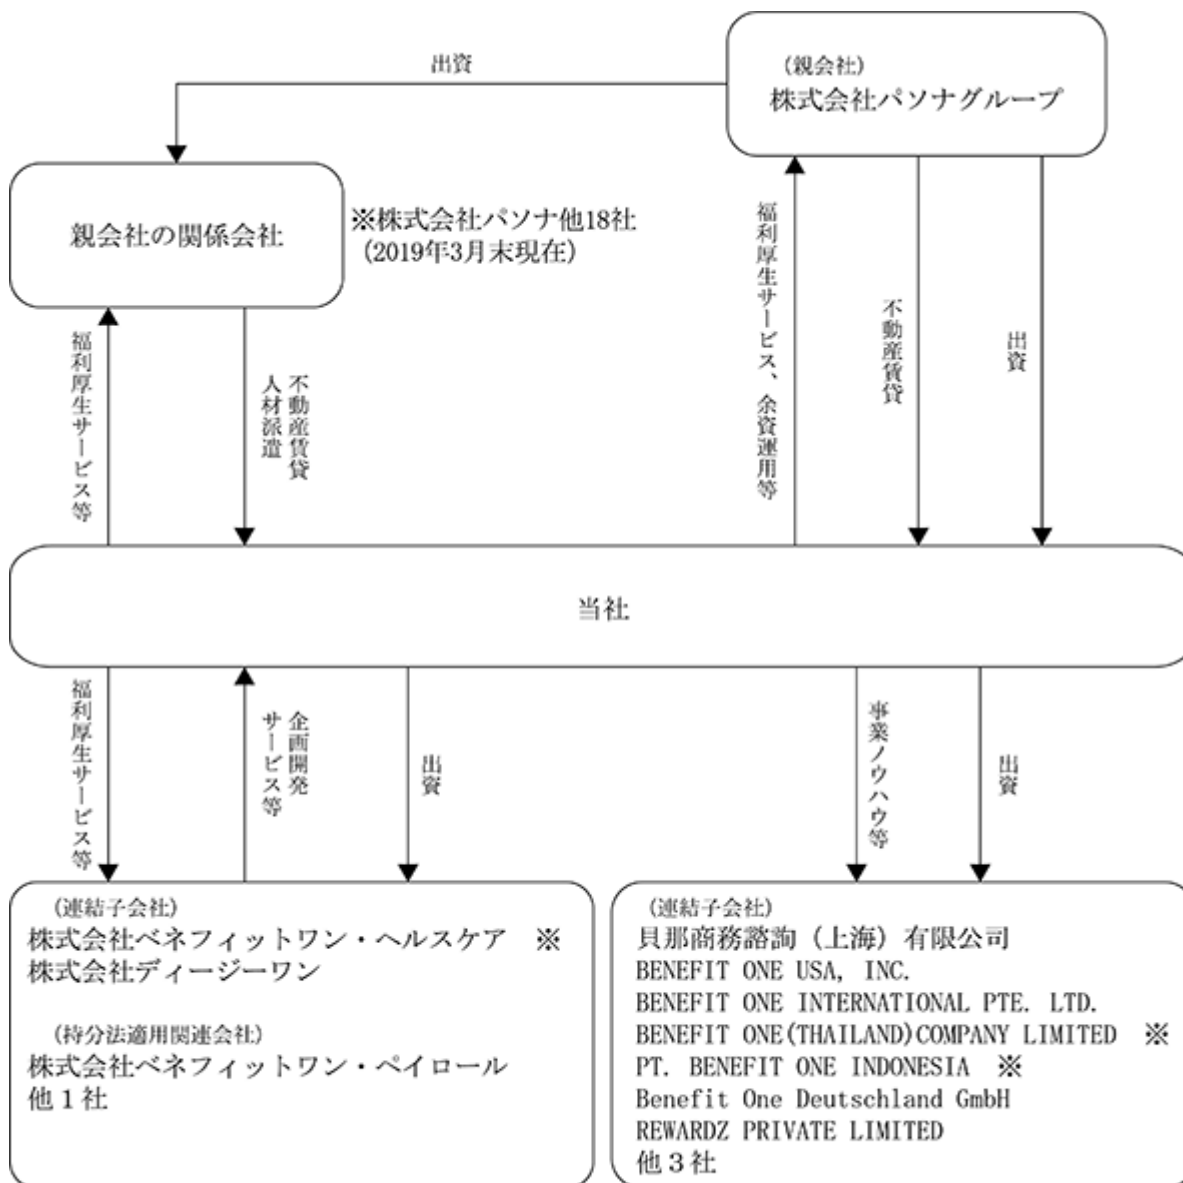 出資
（親会社）
株式会社パソナグループ
親会社の関係会社
※株式会社パソナ他18社
（2019年3月末現在）
福利厚生サービス等
不動産賃貸
人材派遣
福利厚生サービス、余資運用等
不動産賃貸
出資
当社
福利厚生サービス等
企画開発
サービス等
出資
事業ノウハウ等
出資
（連結子会社）
株式会社ベネフィットワン・ヘルスケア　※
株式会社ディージーワン
（持分法適用関連会社）
株式会社ベネフィットワン・ペイロール
他１社
（連結子会社）
貝那商務諮詢（上海）有限公司
BENEFIT ONE USA, INC.
BENEFIT ONE INTERNATIONAL PTE. LTD.
BENEFIT ONE(THAILAND)COMPANY LIMITED　※
PT. BENEFIT ONE INDONESIA　※
Benefit One Deutschland GmbH
REWARDZ PRIVATE LIMITED
他３社